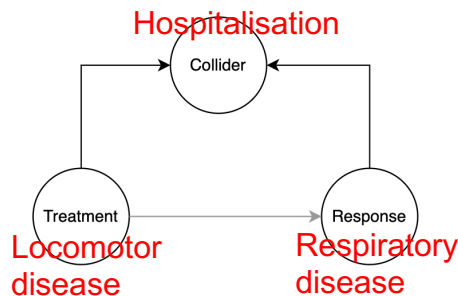 Hospitalisation
Collider
Treatment
Response
Locomotor
disease
Respiratory
disease